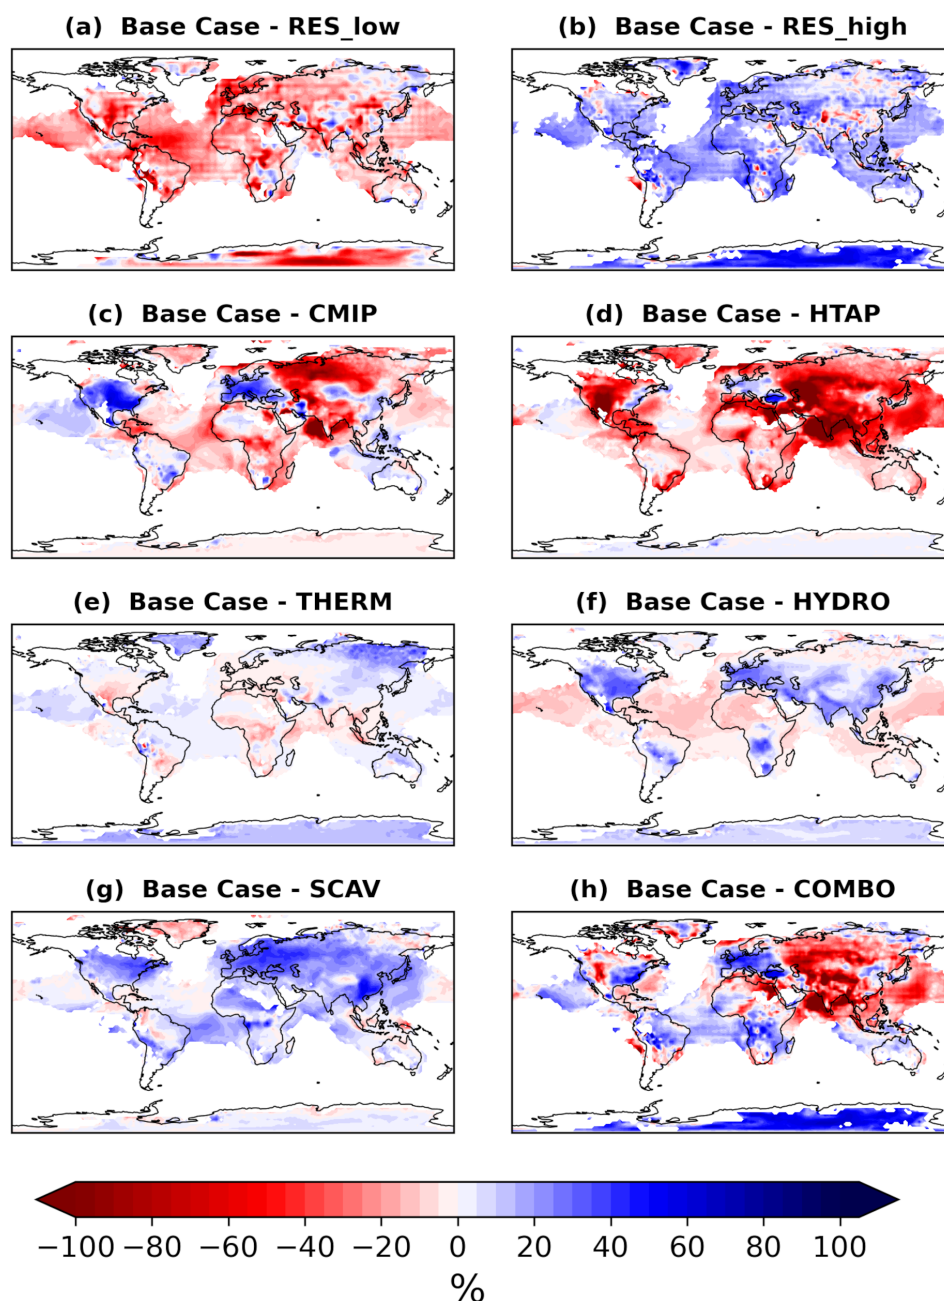 (a) Base Case - RES_low
(b) Base Case - RES_high
(c) Base Case - CMIP
(d) Base Case - HTAP
(e) Base Case - THERM
(f) Base Case - HYDRO
(g) Base Case - SCAV
(h) Base Case - COMBO
−100 −80 −60 −40 −20 0 20 40 60 80 100
%